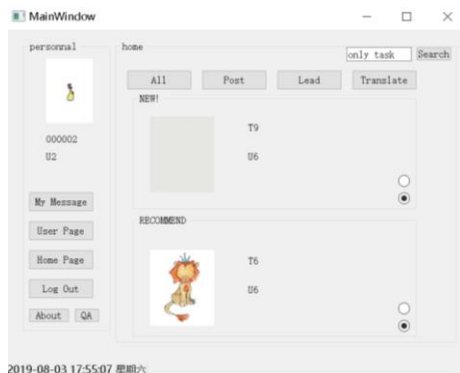 MainWindow
personnal
000002
U2
My Message
User Page
Home Page
Log Out
About QA
home
only task Search
All Post Lead Translate
NEW!
T9
U6
RECOMMEND
T6
U6
2019-08-03 17:55:07 星期六